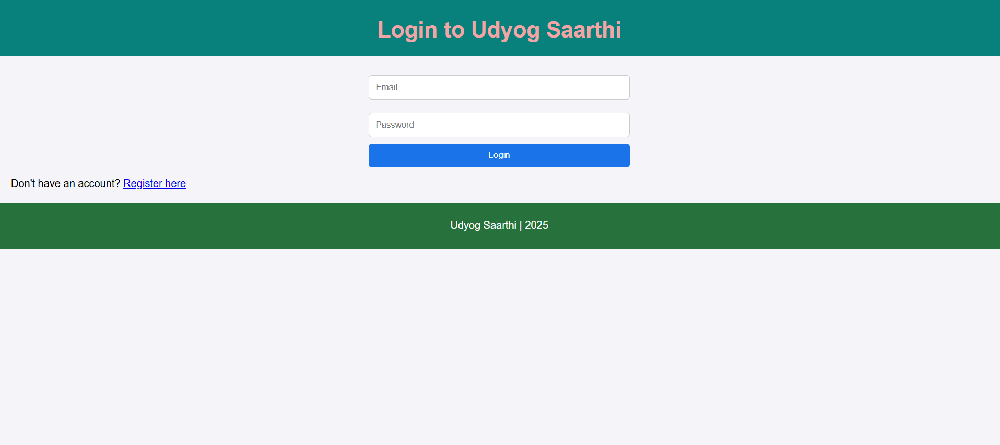 Login to Udyog Saarthi
Email
Password
Login
Don't have an account? Register here
Udyog Saarthi | 2025